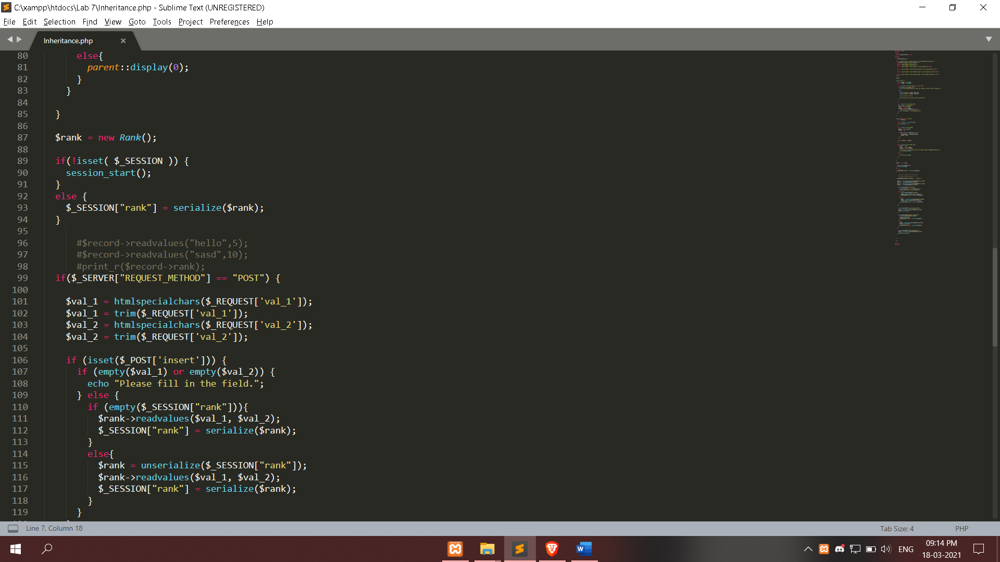 C:\xampp\htdocs\Lab 7\Inheritance.php - Sublime Text (UNREGISTERED)
File Edit Selection Find View Goto Tools Project Preferences Help
Inheritance.php
80 else{
81 parent::display(0);
82 }
83 }
84
85 }
86
87 $rank = new Rank();
88
89 if(!isset( $_SESSION )) {
90 session_start();
91 }
92 else {
93 $_SESSION["rank"] = serialize($rank);
94 }
95
96 #$record->readvalues("hello",5);
97 #$record->readvalues("sasd",10);
98 #print_r($record->rank);
99 if($_SERVER["REQUEST_METHOD"] == "POST") {
100
101 $val_1 = htmlspecialchars($_REQUEST['val_1']);
102 $val_1 = trim($_REQUEST['val_1']);
103 $val_2 = htmlspecialchars($_REQUEST['val_2']);
104 $val_2 = trim($_REQUEST['val_2']);
105
106 if (isset($_POST['insert'])) {
107 if (empty($val_1) or empty($val_2)) {
108 echo "Please fill in the field.";
109 } else {
110 if (empty($_SESSION["rank"])){
111 $rank->readvalues($val_1, $val_2);
112 $_SESSION["rank"] = serialize($rank);
113 }
114 else{
115 $rank = unserialize($_SESSION["rank"]);
116 $rank->readvalues($val_1, $val_2);
117 $_SESSION["rank"] = serialize($rank);
118 }
119 }
Line 7, Column 18
Tab Size: 4
PHP
ENG
09:14 PM
18-03-2021